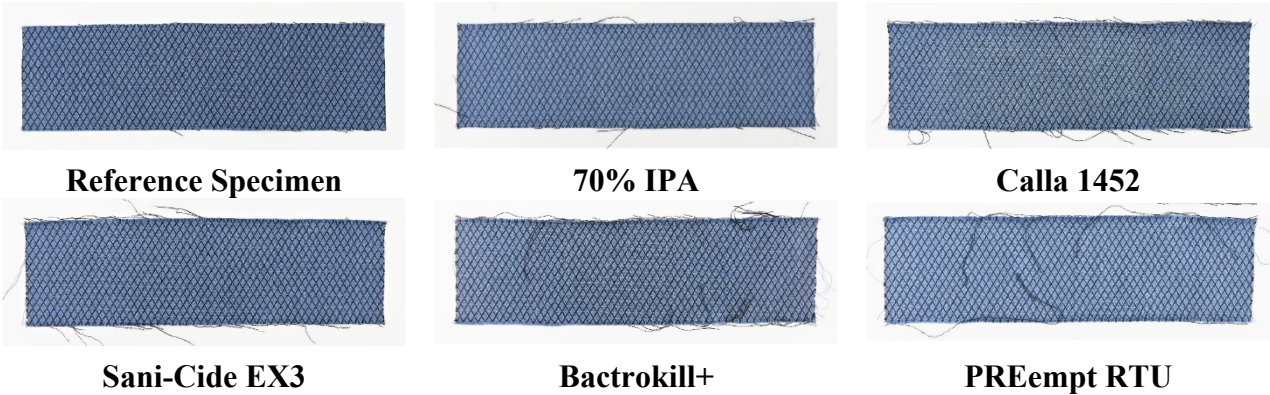 Reference Specimen
70% IPA
Calla 1452
Sani-Cide EX3
Bactrokill+
PREempt RTU